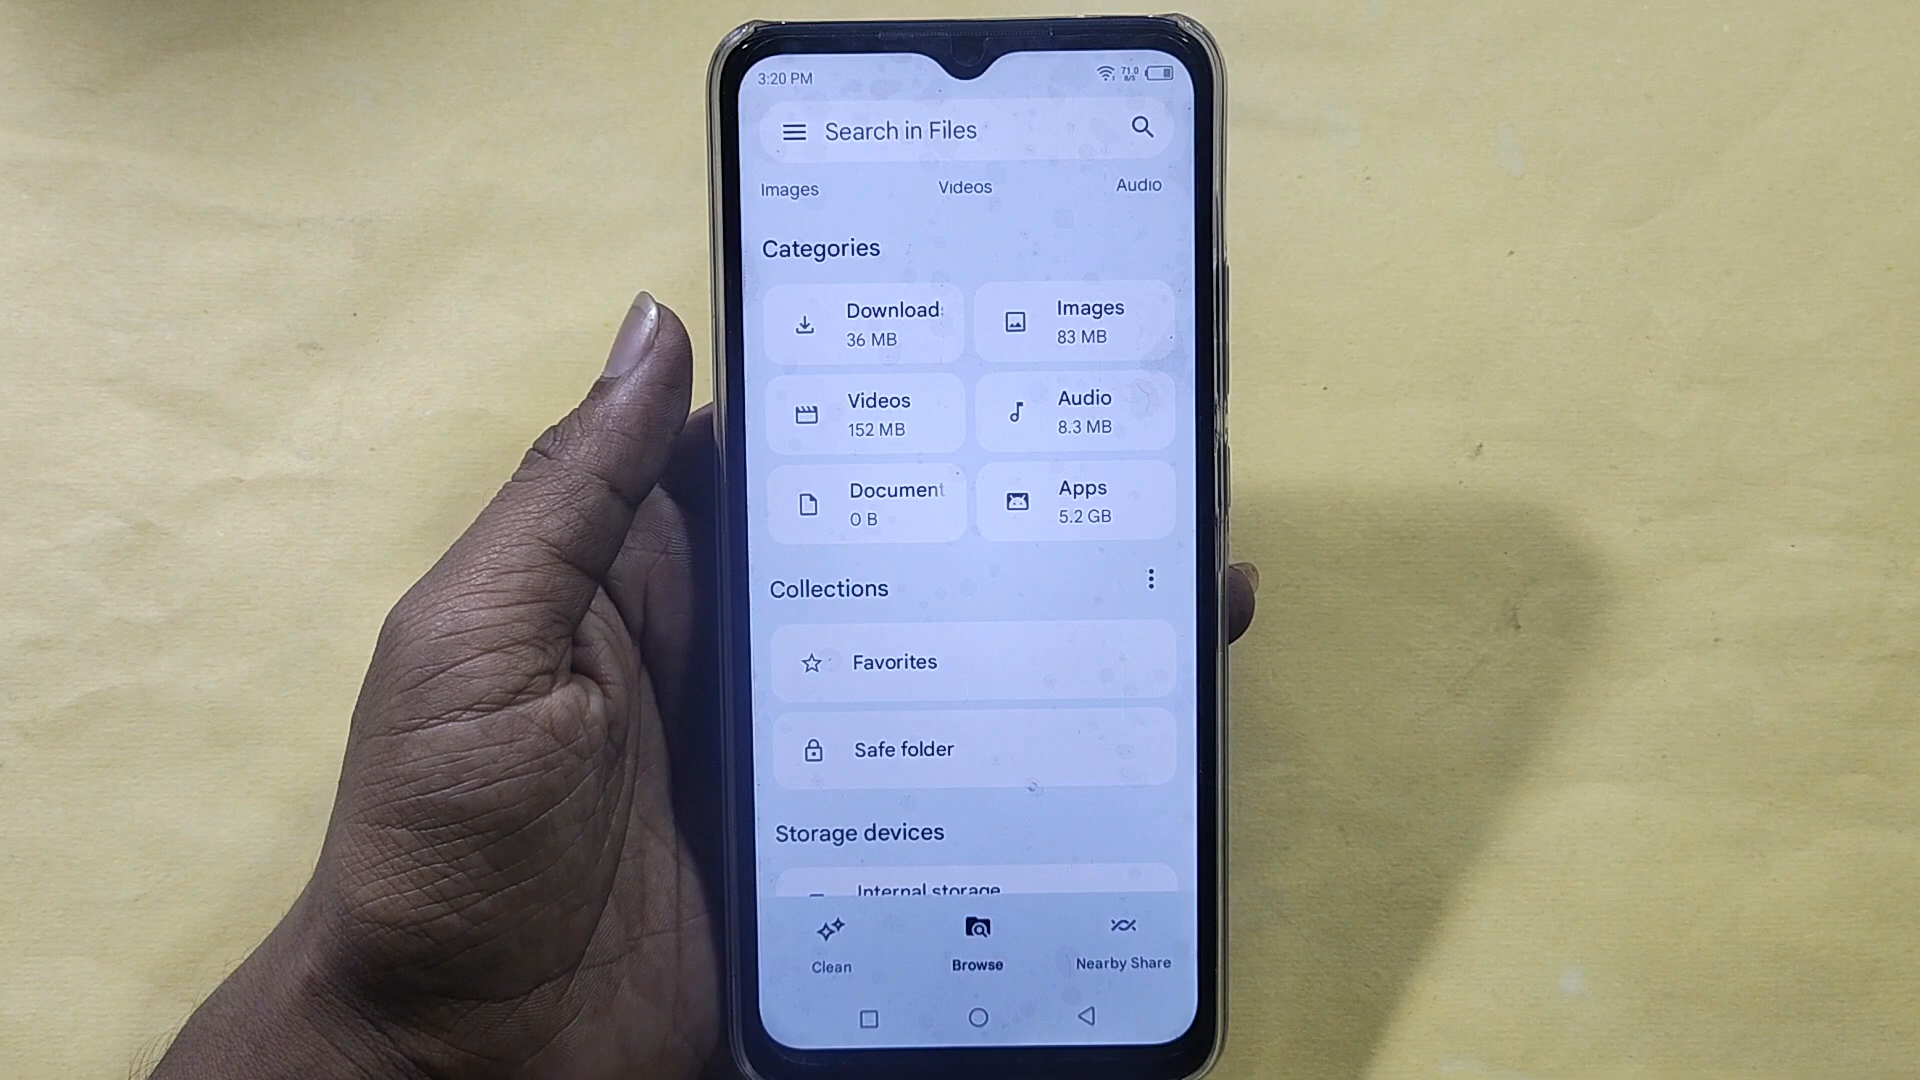 3:20 PM
71.0
B/S
Search in Files
Images Videos Audio
Categories
Download
36 MB
Images
83 MB
Videos
152 MB
Audio
8.3 MB
Document
0 B
Apps
5.2 GB
Collections
Favorites
Safe folder
Storage devices
Internal storage
Clean
Browse
Nearby Share